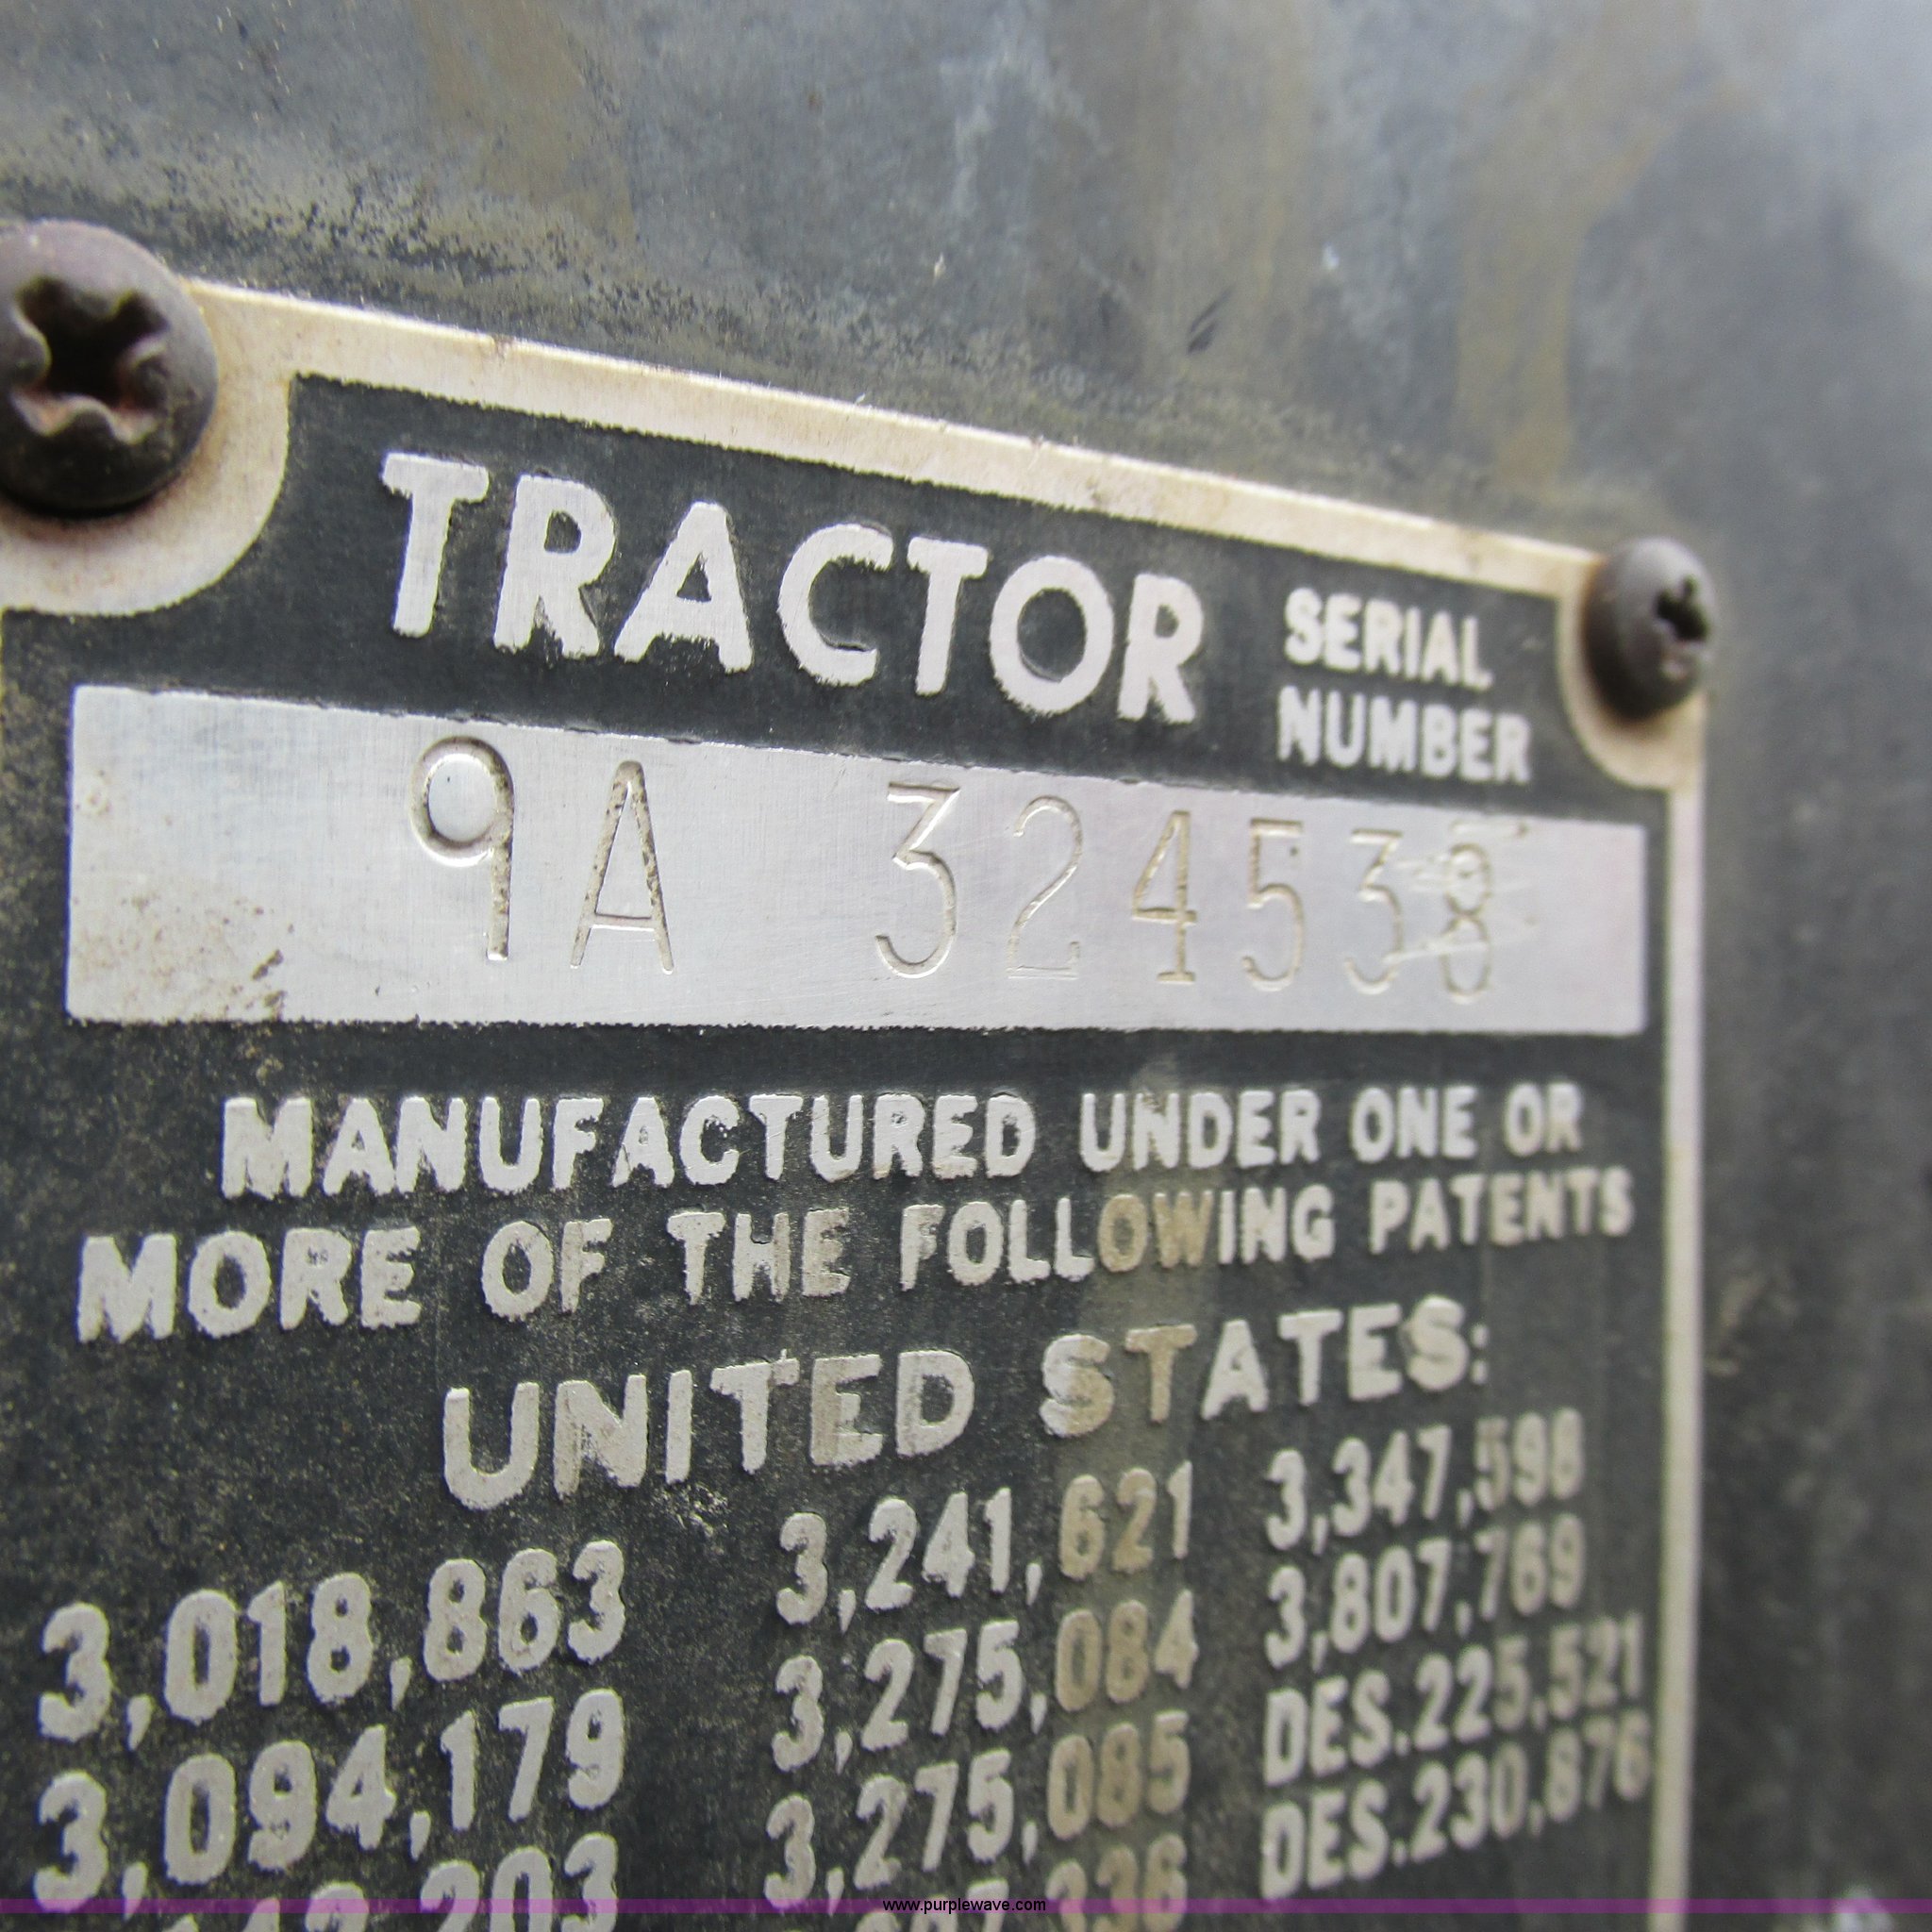 TRACTOR SERIAL NUMBER
9A 324538
MANUFACTURED UNDER ONE OR
MORE OF THE FOLLOWING PATENTS
UNITED STATES:
3,018,863 3,241,621 3,347,598
3,094,179 3,275,084 3,807,769
203 3,275,085 DES.225,521
336 DES.230,876
www.purplewave.com